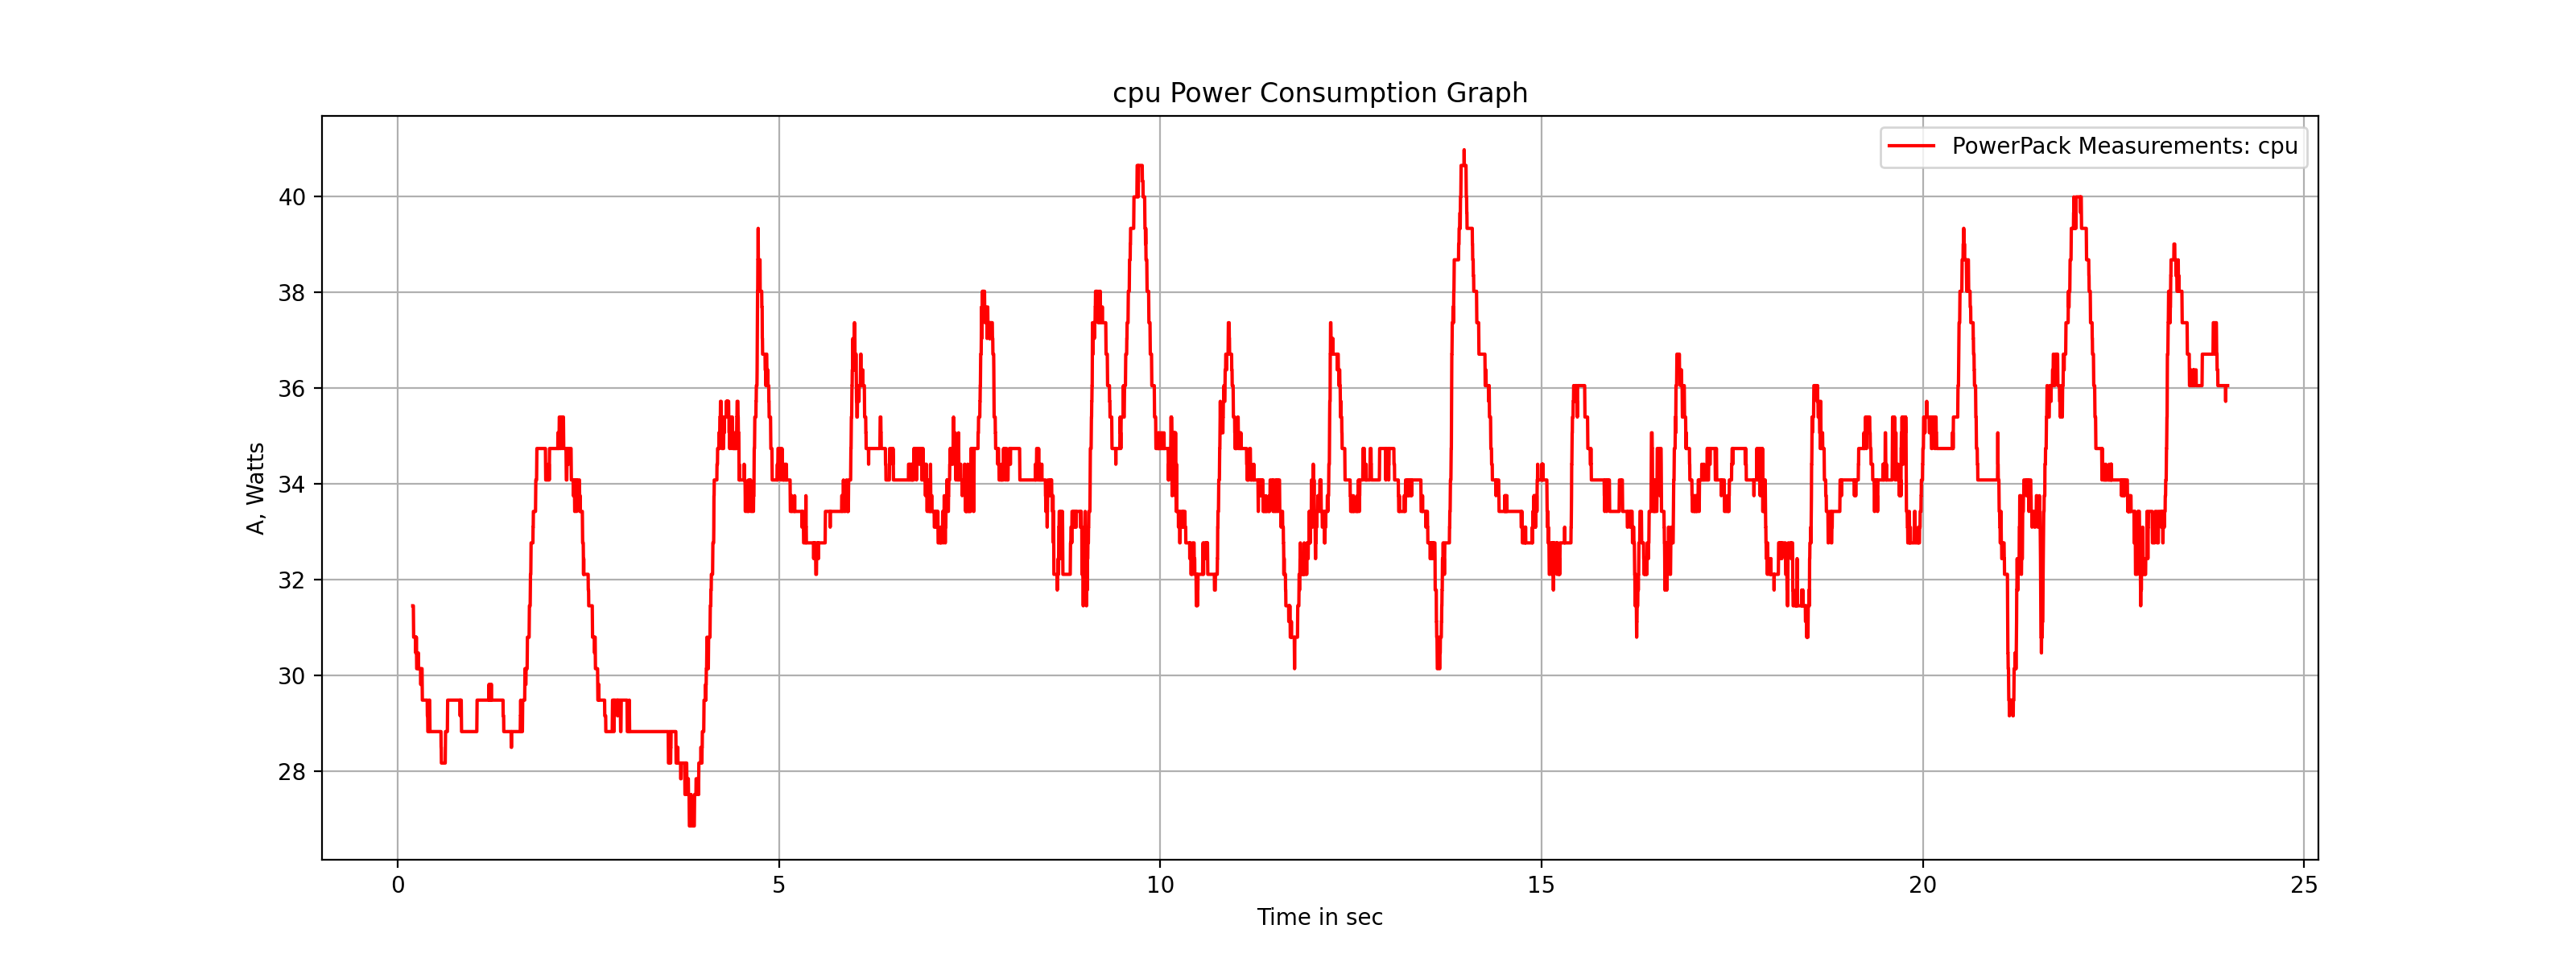 cpu Power Consumption Graph
PowerPack Measurements: cpu
40
38
36
34
32
30
28
A, Watts
0 5 10 15 20 25
Time in sec